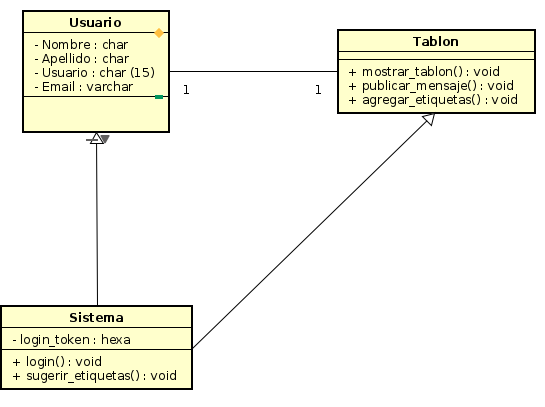 Usuario
- Nombre : char
- Apellido : char
- Usuario : char (15)
- Email : varchar
Tablon
+ mostrar_tablon() : void
+ publicar_mensaje() : void
+ agregar_etiquetas() : void
1
1
Sistema
- login_token : hexa
+ login() : void
+ sugerir_etiquetas() : void